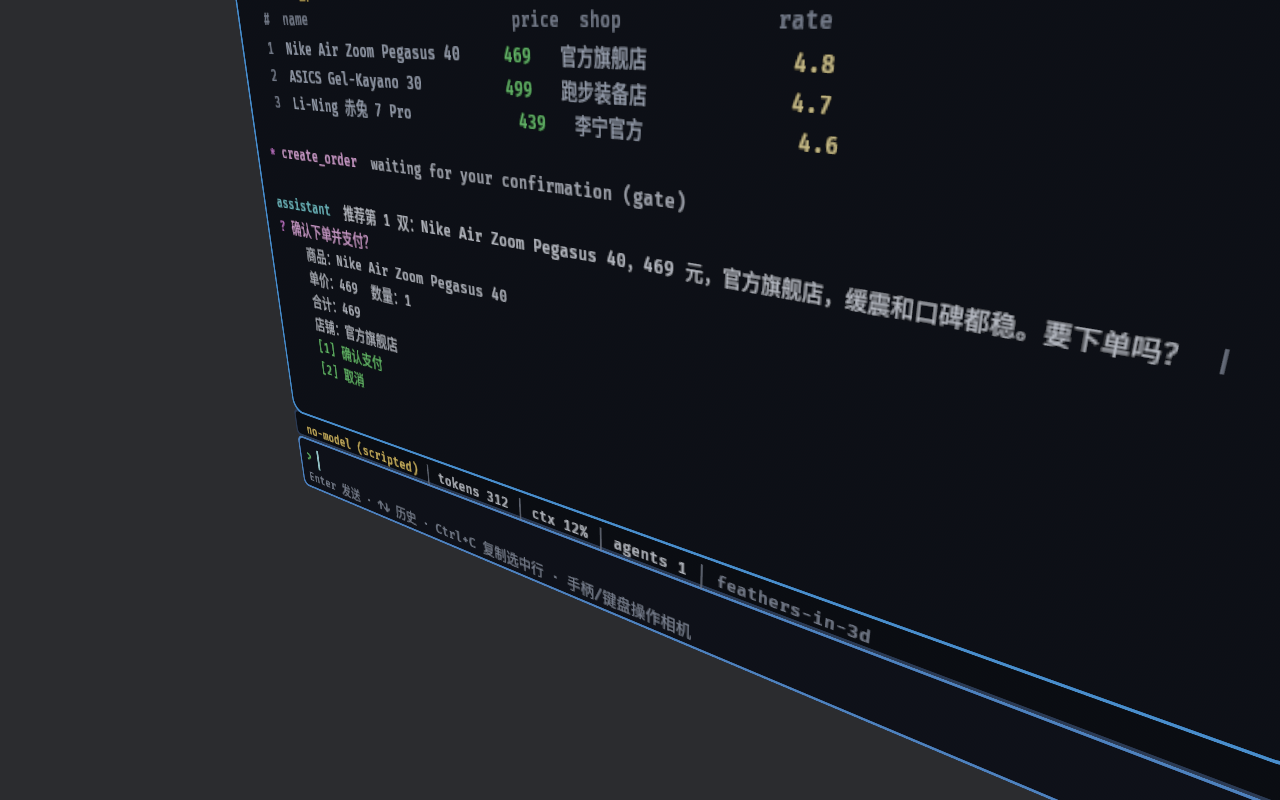 # name price shop rate
1 Nike Air Zoom Pegasus 40 469 官方旗舰店 4.8
2 ASICS Gel-Kayano 30 499 跑步装备店 4.7
3 Li-Ning 赤兔 7 Pro 439 李宁官方 4.6
* create_order waiting for your confirmation (gate)
assistant 推荐第 1 双: Nike Air Zoom Pegasus 40, 469 元, 官方旗舰店, 缓震和口碑都稳。要下单吗?
? 确认下单并支付?
商品: Nike Air Zoom Pegasus 40
单价: 469 数量: 1
合计: 469
店铺: 官方旗舰店
[1] 确认支付
[2] 取消
no-model (scripted) │ tokens 312 │ ctx 12% │ agents 1 │ feathers-in-3d
›
Enter 发送 · ↑↓ 历史 · Ctrl+C 复制选中行 · 手柄/键盘操作相机